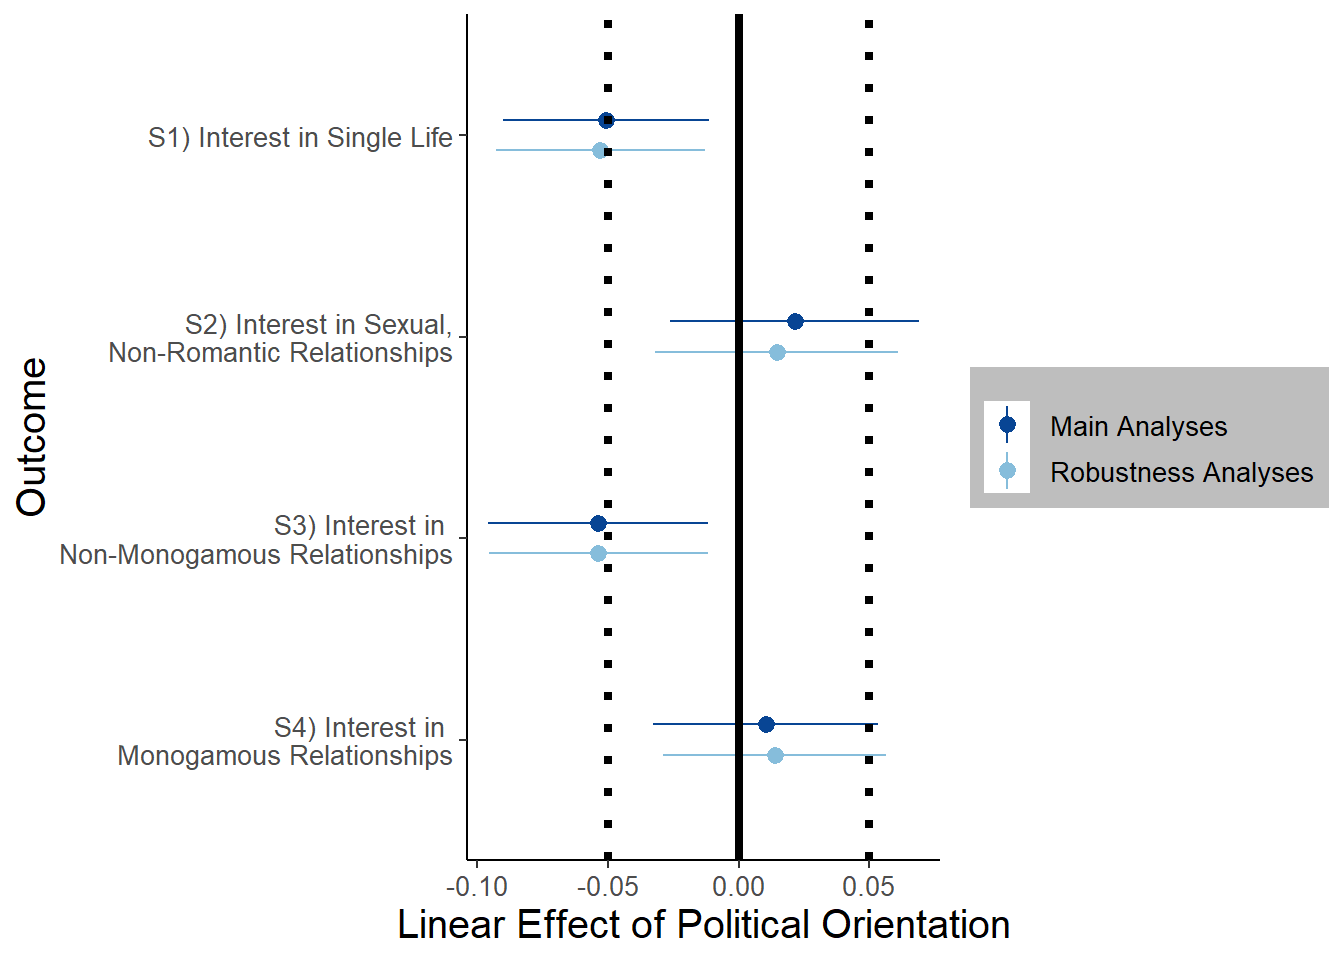 S1) Interest in Single Life
S2) Interest in Sexual,
Non-Romantic Relationships
S3) Interest in
Non-Monogamous Relationships
S4) Interest in
Monogamous Relationships
Outcome
-0.10
-0.05
0.00
0.05
Linear Effect of Political Orientation
Main Analyses
Robustness Analyses